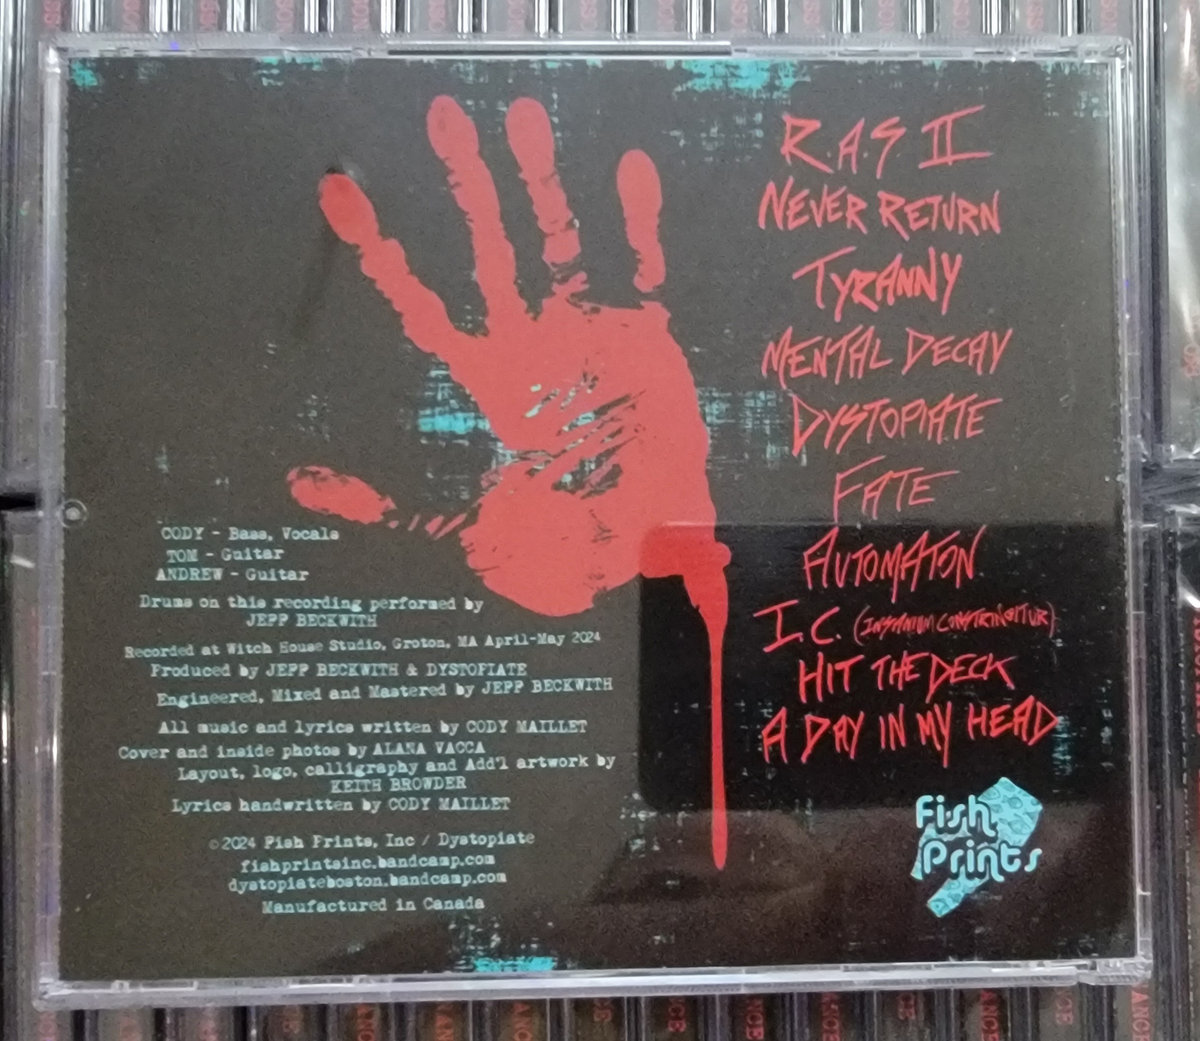 R.A.S. II
NEVER RETURN
TYRANNY
MENTAL DECAY
DYSTOPIATE
FATE
AUTOMATON
I.C. (INSANIUM CONSTRINGITUR)
HIT THE DECK
A DAY IN MY HEAD
CODY - Bass, Vocals
TOM - Guitar
ANDREW - Guitar
Drums on this recording performed by
JEFF BECKWITH
Recorded at Witch House Studio, Groton, MA April-May 2024
Produced by JEFF BECKWITH & DYSTOPIATE
Engineered, Mixed and Mastered by JEFF BECKWITH
All music and lyrics written by CODY MAILLET
Cover and inside photos by ALANA VACCA
Layout, logo, calligraphy and Add'l artwork by
KEITH BROWDER
Lyrics handwritten by CODY MAILLET
©2024 Fish Prints, Inc / Dystopiate
fishprintsinc.bandcamp.com
dystopiateboston.bandcamp.com
Manufactured in Canada
Fish
Prints